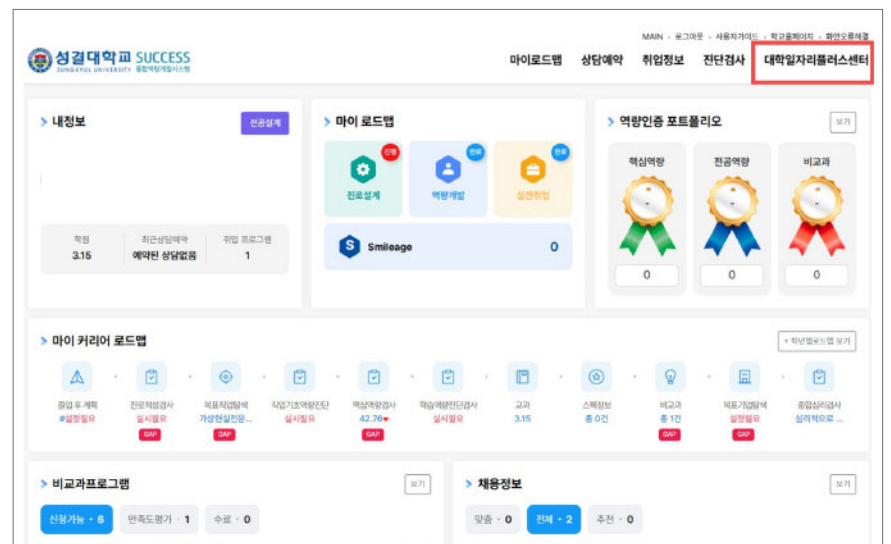 MAIN · 로그아웃 · 사용자가이드 · 학교홈페이지 · 화면오류해결
성결대학교 SUCCESS
SUNGKYUL UNIVERSITY 통합역량개발시스템
마이로드맵 상담예약 취업정보 진단검사 대학일자리플러스센터
내정보
전공설계
학점 최근상담예약 취업 프로그램
3.15 예약된 상담없음 1
마이 로드맵
진행 완료 완료
진로설계 역량개발 실전취업
S Smileage 0
역량인증 포트폴리오 보기
핵심역량 전공역량 비교과
0 0 0
마이 커리어 로드맵
+ 학년별로드맵 보기
졸업 후 계획 진로적성검사 목표직업탐색 직업기초역량진단 핵심역량검사 학습역량진단검사 교과 스펙정보 비교과 목표기업탐색 종합심리검사
#설정필요 실시필요 가상현실전문... 실시필요 42.76▼ 실시필요 3.15 총 0건 총 1건 설정필요 심리적으로 ...
GAP GAP GAP GAP GAP
비교과프로그램 보기
신청가능 · 6 만족도평가 · 1 수료 · 0
채용정보 보기
맞춤 · 0 전체 · 2 추천 · 0